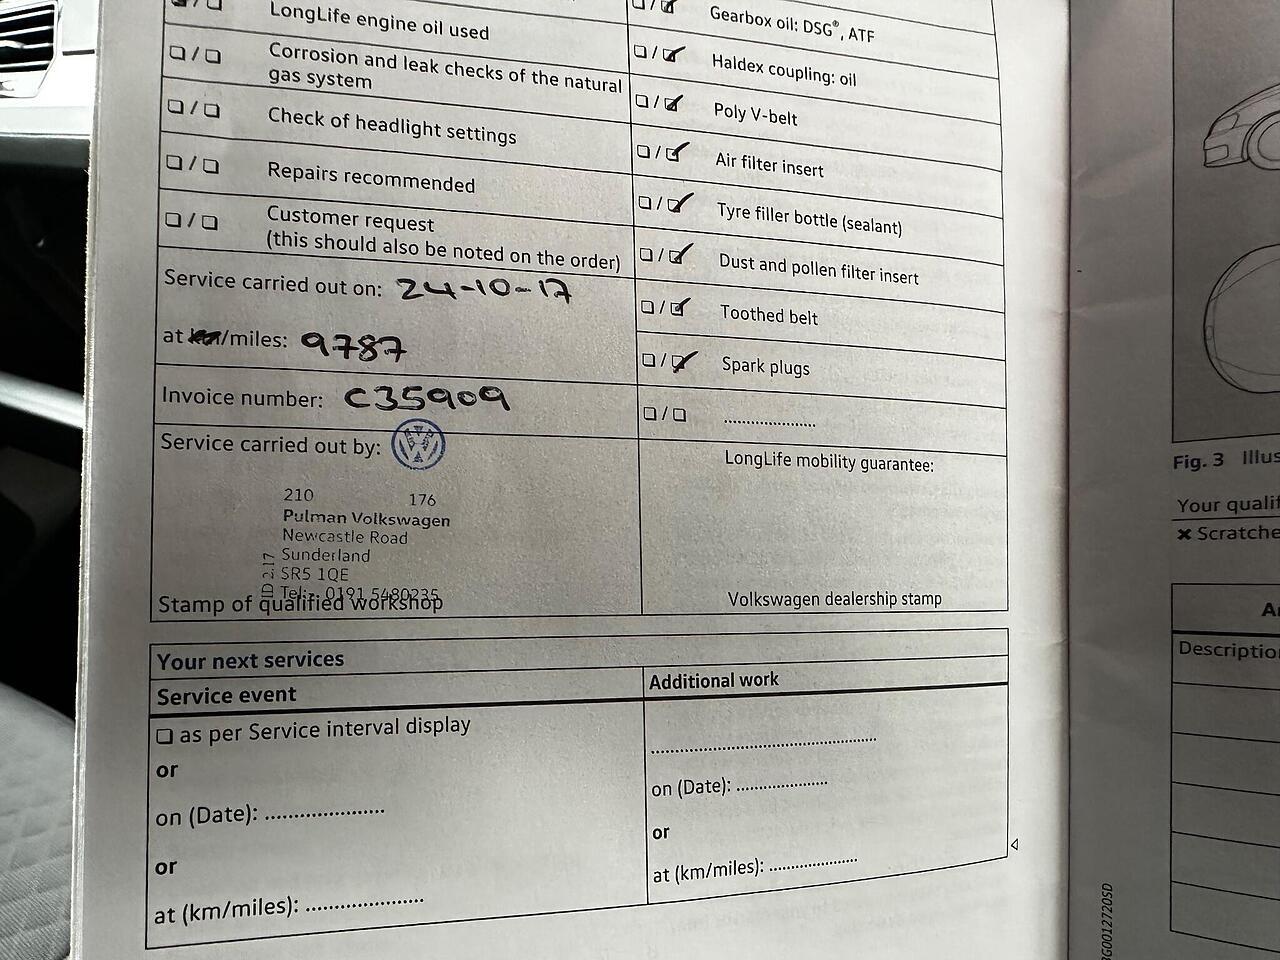 LongLife engine oil used
Corrosion and leak checks of the natural
gas system
Check of headlight settings
Repairs recommended
Customer request
(this should also be noted on the order)
Service carried out on: 24-10-17
at km/miles: 9787
Invoice number: C35909
Service carried out by:
210 176
Pulman Volkswagen
Newcastle Road
Sunderland
SR5 1QE
Tel:- 0191 5480235
Stamp of qualified workshop
Gearbox oil: DSG®, ATF
Haldex coupling: oil
Poly V-belt
Air filter insert
Tyre filler bottle (sealant)
Dust and pollen filter insert
Toothed belt
Spark plugs
....................
LongLife mobility guarantee:
Volkswagen dealership stamp
Your next services
Service event
as per Service interval display
or
on (Date): .....................
or
at (km/miles): .....................
Additional work
........................................
on (Date): ................
or
at (km/miles): ................
Fig. 3 Illus
Your qualif
Scratche
Descriptio
3G0012720SD